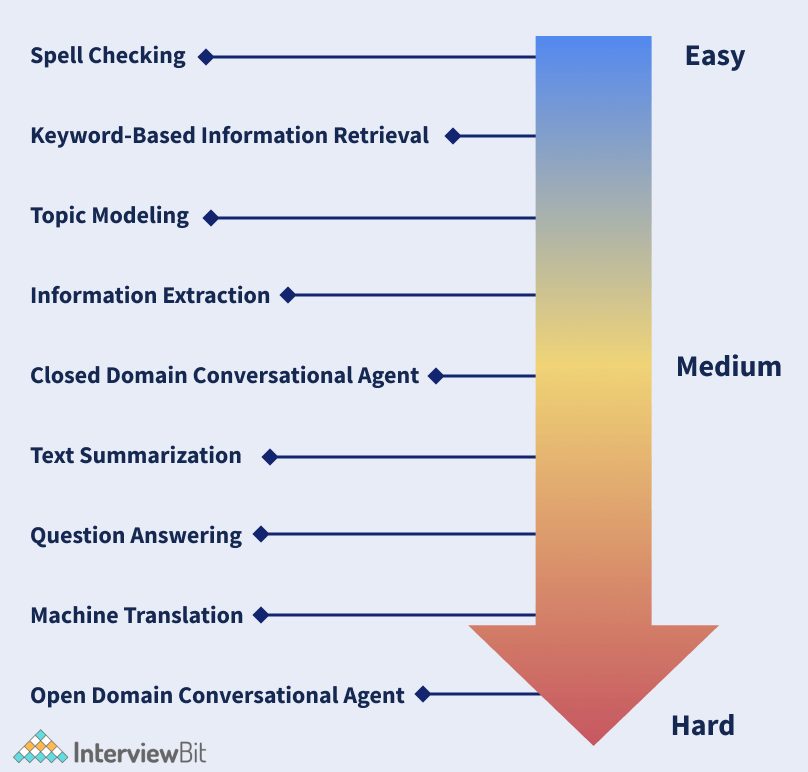 Spell Checking
Easy
Keyword-Based Information Retrieval
Topic Modeling
Information Extraction
Closed Domain Conversational Agent
Medium
Text Summarization
Question Answering
Machine Translation
Open Domain Conversational Agent
Hard
InterviewBit